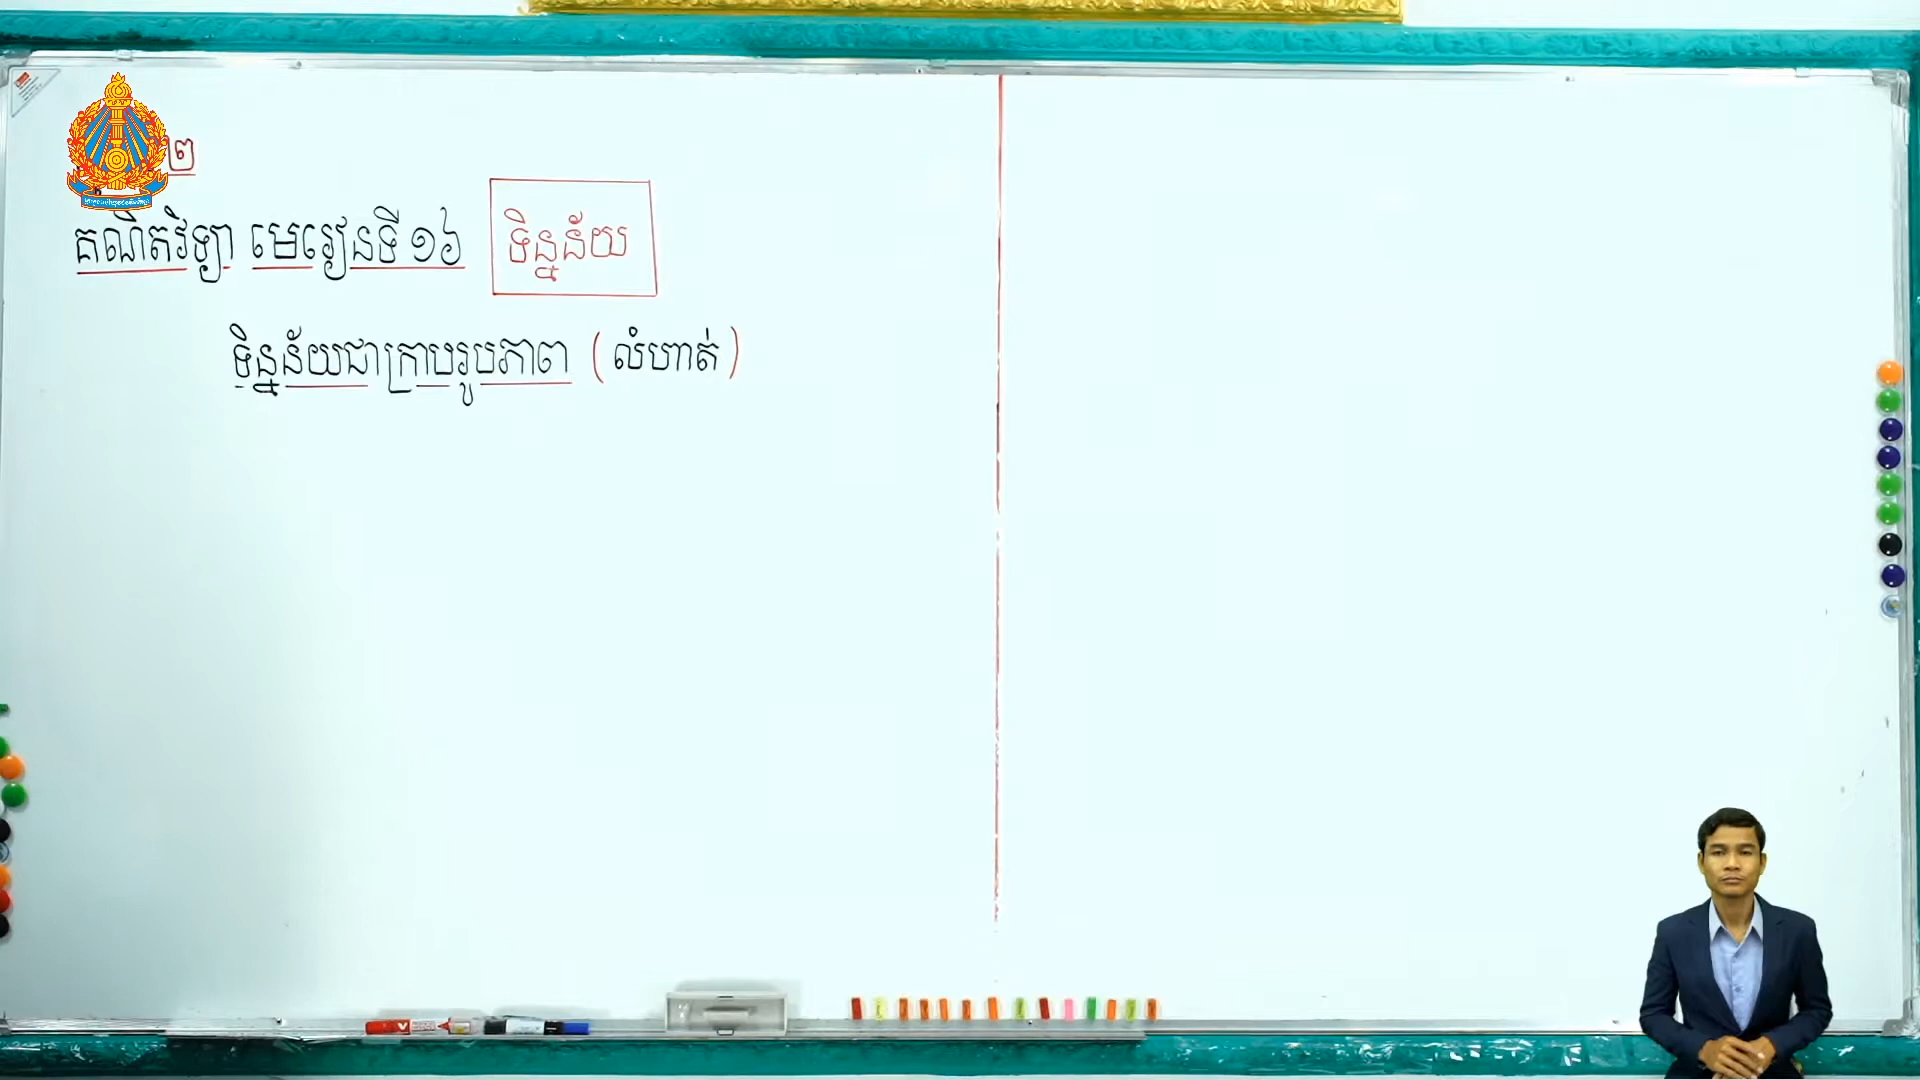 ២
គណិតវិទ្យា មេរៀនទី ១៦ ទិន្នន័យ
ទិន្នន័យជាក្រាបរូបភាព (លំហាត់)